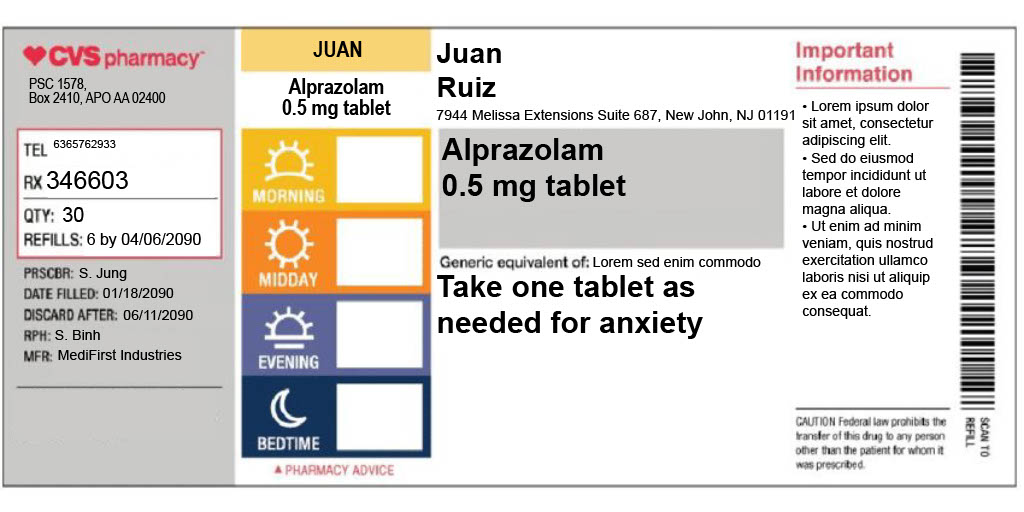 CVS pharmacy
PSC 1578,
Box 2410, APO AA 02400
TEL 6365762933
RX 346603
QTY: 30
REFILLS: 6 by 04/06/2090
PRSCBR: S. Jung
DATE FILLED: 01/18/2090
DISCARD AFTER: 06/11/2090
RPH: S. Binh
MFR: MediFirst Industries
JUAN
Alprazolam
0.5 mg tablet
MORNING
MIDDAY
EVENING
BEDTIME
▲ PHARMACY ADVICE
Juan
Ruiz
7944 Melissa Extensions Suite 687, New John, NJ 01191
Alprazolam
0.5 mg tablet
Generic equivalent of: Lorem sed enim commodo
Take one tablet as
needed for anxiety
Important
Information
• Lorem ipsum dolor
sit amet, consectetur
adipiscing elit.
• Sed do eiusmod
tempor incididunt ut
labore et dolore
magna aliqua.
• Ut enim ad minim
veniam, quis nostrud
exercitation ullamco
laboris nisi ut aliquip
ex ea commodo
consequat.
CAUTION Federal law prohibits the
transfer of this drug to any person
other than the patient for whom it
was prescribed.
SCAN TO
REFILL